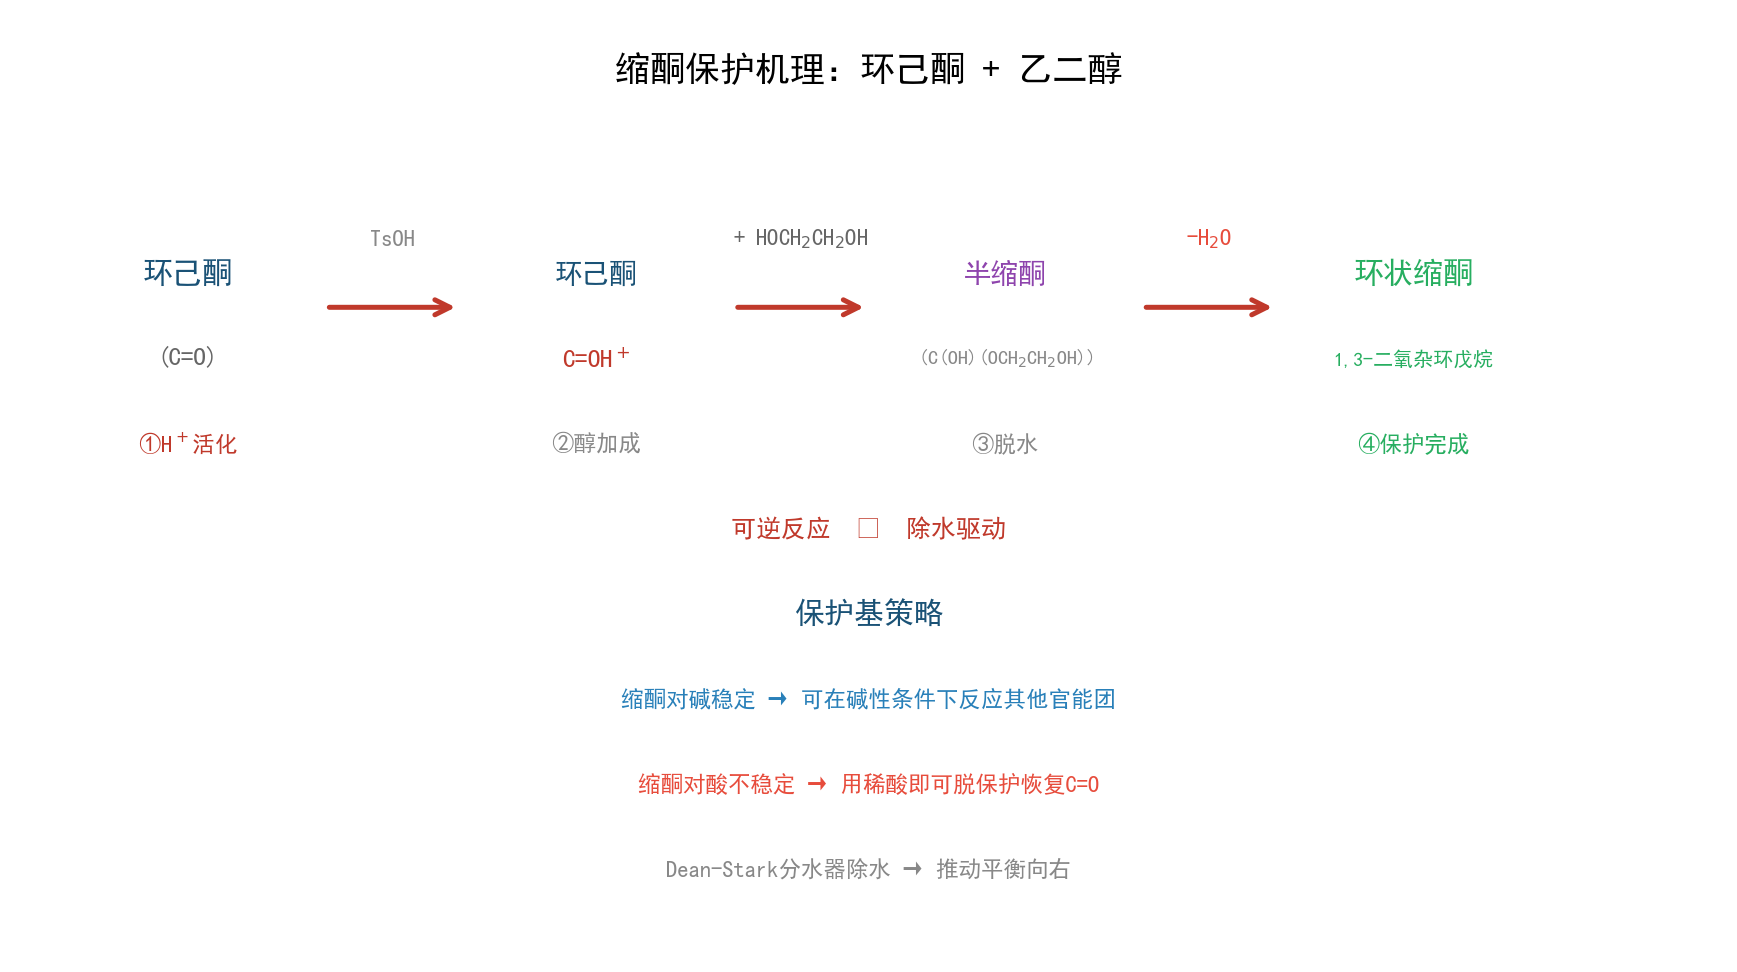 缩酮保护机理：环己酮 + 乙二醇
TsOH
+ HOCH₂CH₂OH
−H₂O
环己酮
环己酮
半缩酮
环状缩酮
(C=O)
C=OH⁺
(C(OH)(OCH₂CH₂OH))
1,3-二氧杂环戊烷
①H⁺活化
②醇加成
③脱水
④保护完成
可逆反应 □ 除水驱动
保护基策略
缩酮对碱稳定 → 可在碱性条件下反应其他官能团
缩酮对酸不稳定 → 用稀酸即可脱保护恢复C=O
Dean-Stark分水器除水 → 推动平衡向右